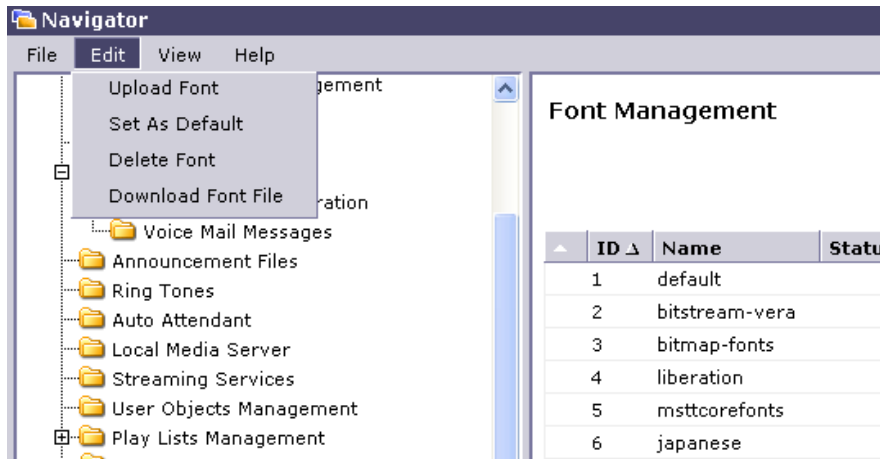 Navigator
File Edit View Help
Upload Font
Set As Default
Delete Font
Download Font File
gement
ration
Voice Mail Messages
Announcement Files
Ring Tones
Auto Attendant
Local Media Server
Streaming Services
User Objects Management
Play Lists Management
Font Management
ID Name Statu
1 default
2 bitstream-vera
3 bitmap-fonts
4 liberation
5 msttcorefonts
6 japanese